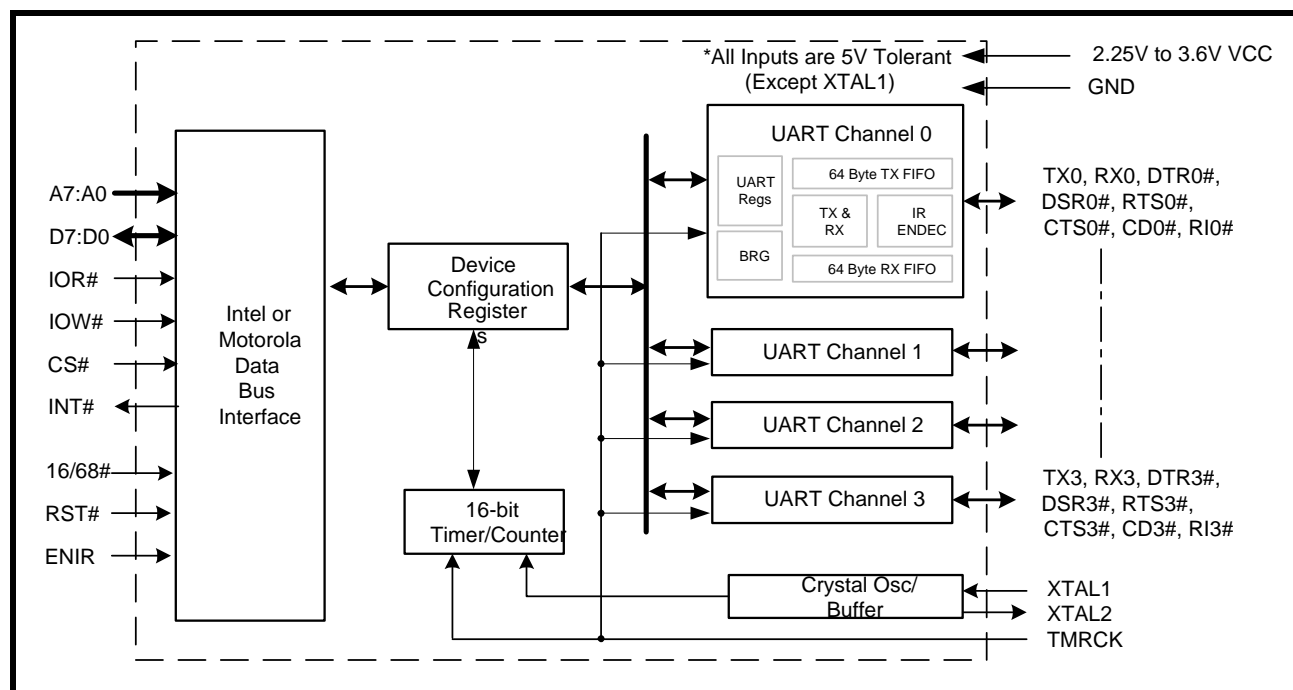 *All Inputs are 5V Tolerant
(Except XTAL1)
2.25V to 3.6V VCC
GND
A7:A0
D7:D0
IOR#
IOW#
CS#
INT#
16/68#
RST#
ENIR
Intel or
Motorola
Data
Bus
Interface
Device
Configuration
Register
s
16-bit
Timer/Counter
UART Channel 0
UART
Regs
BRG
64 Byte TX FIFO
TX &
RX
IR
ENDEC
64 Byte RX FIFO
UART Channel 1
UART Channel 2
UART Channel 3
Crystal Osc/
Buffer
TX0, RX0, DTR0#,
DSR0#, RTS0#,
CTS0#, CD0#, RI0#
TX3, RX3, DTR3#,
DSR3#, RTS3#,
CTS3#, CD3#, RI3#
XTAL1
XTAL2
TMRCK